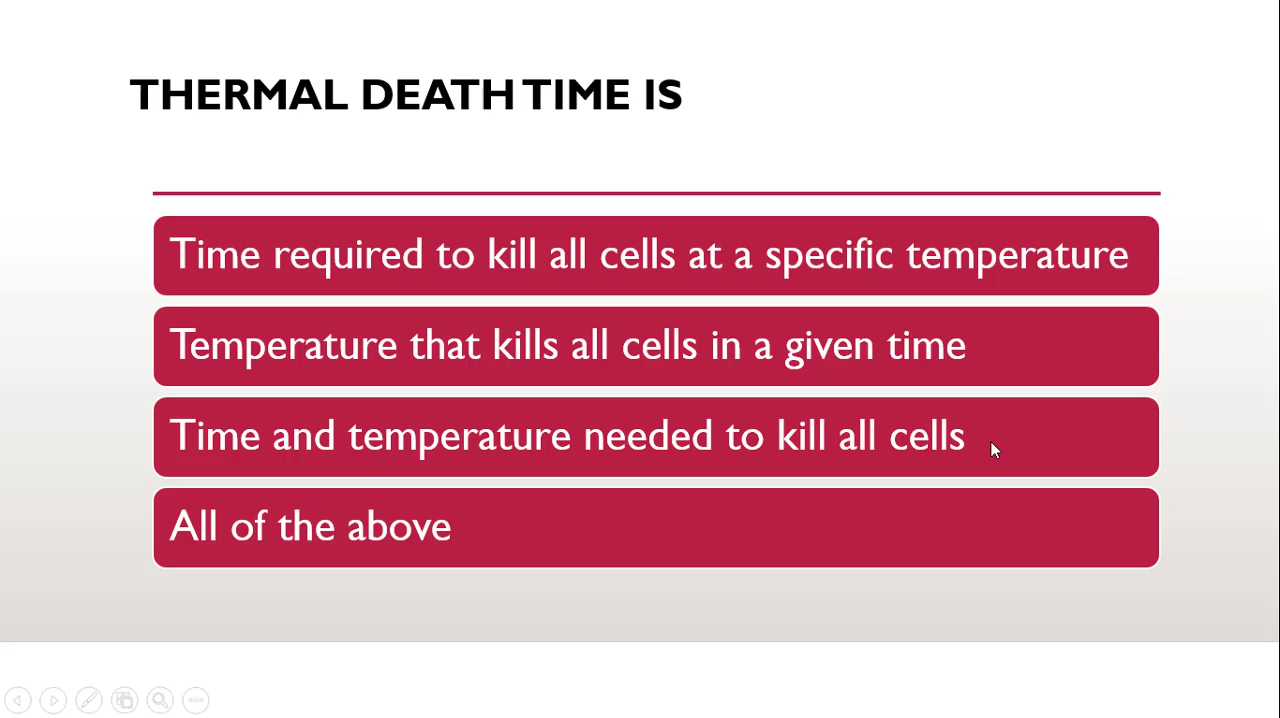 THERMAL DEATH TIME IS
Time required to kill all cells at a specific temperature
Temperature that kills all cells in a given time
Time and temperature needed to kill all cells
All of the above